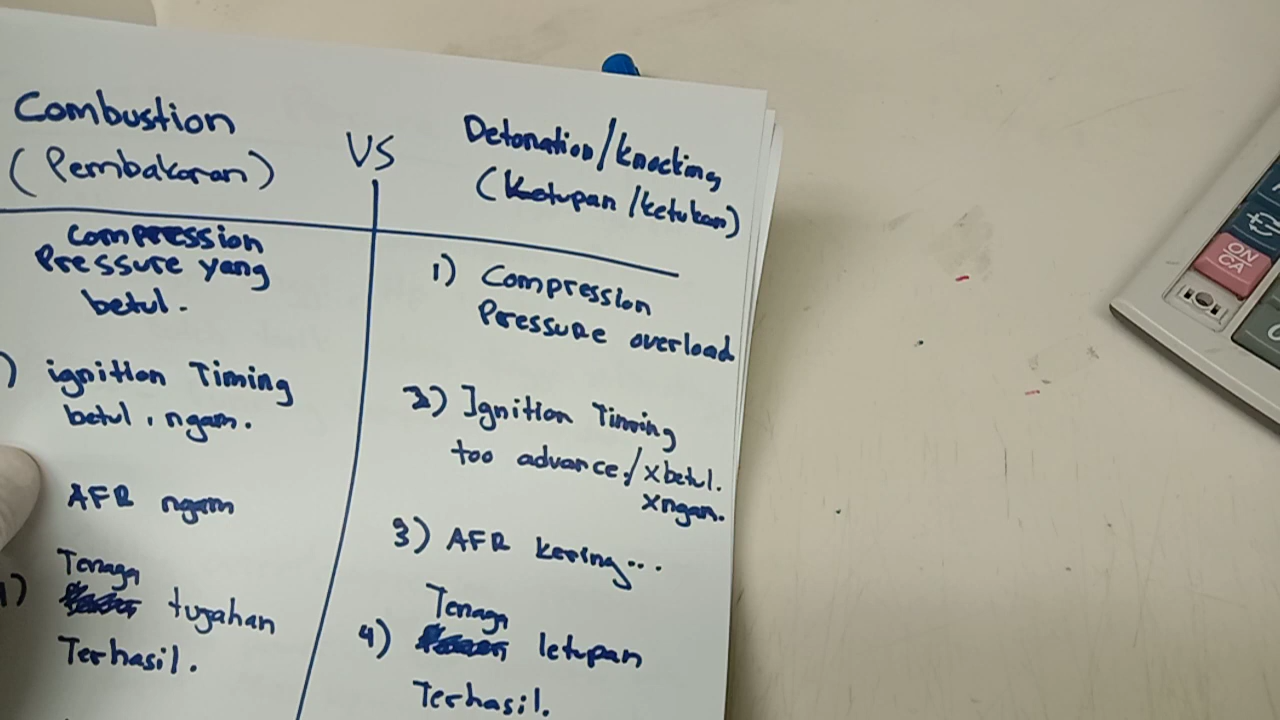 Combustion
(Pembakaran)
VS
Detonation/knocking
(Ketupan/ketukan)
Compression
Pressure yang
betul.
) ignition Timing
betul, ngam.
AFR ngam
Tenaga
) tujahan
Terhasil.
1) Compression
Pressure overload
2) Ignition Timing
too advance./xbetul.
xngam.
3) AFR kering...
Tenaga
4) letupan
Terhasil.
ON
CA